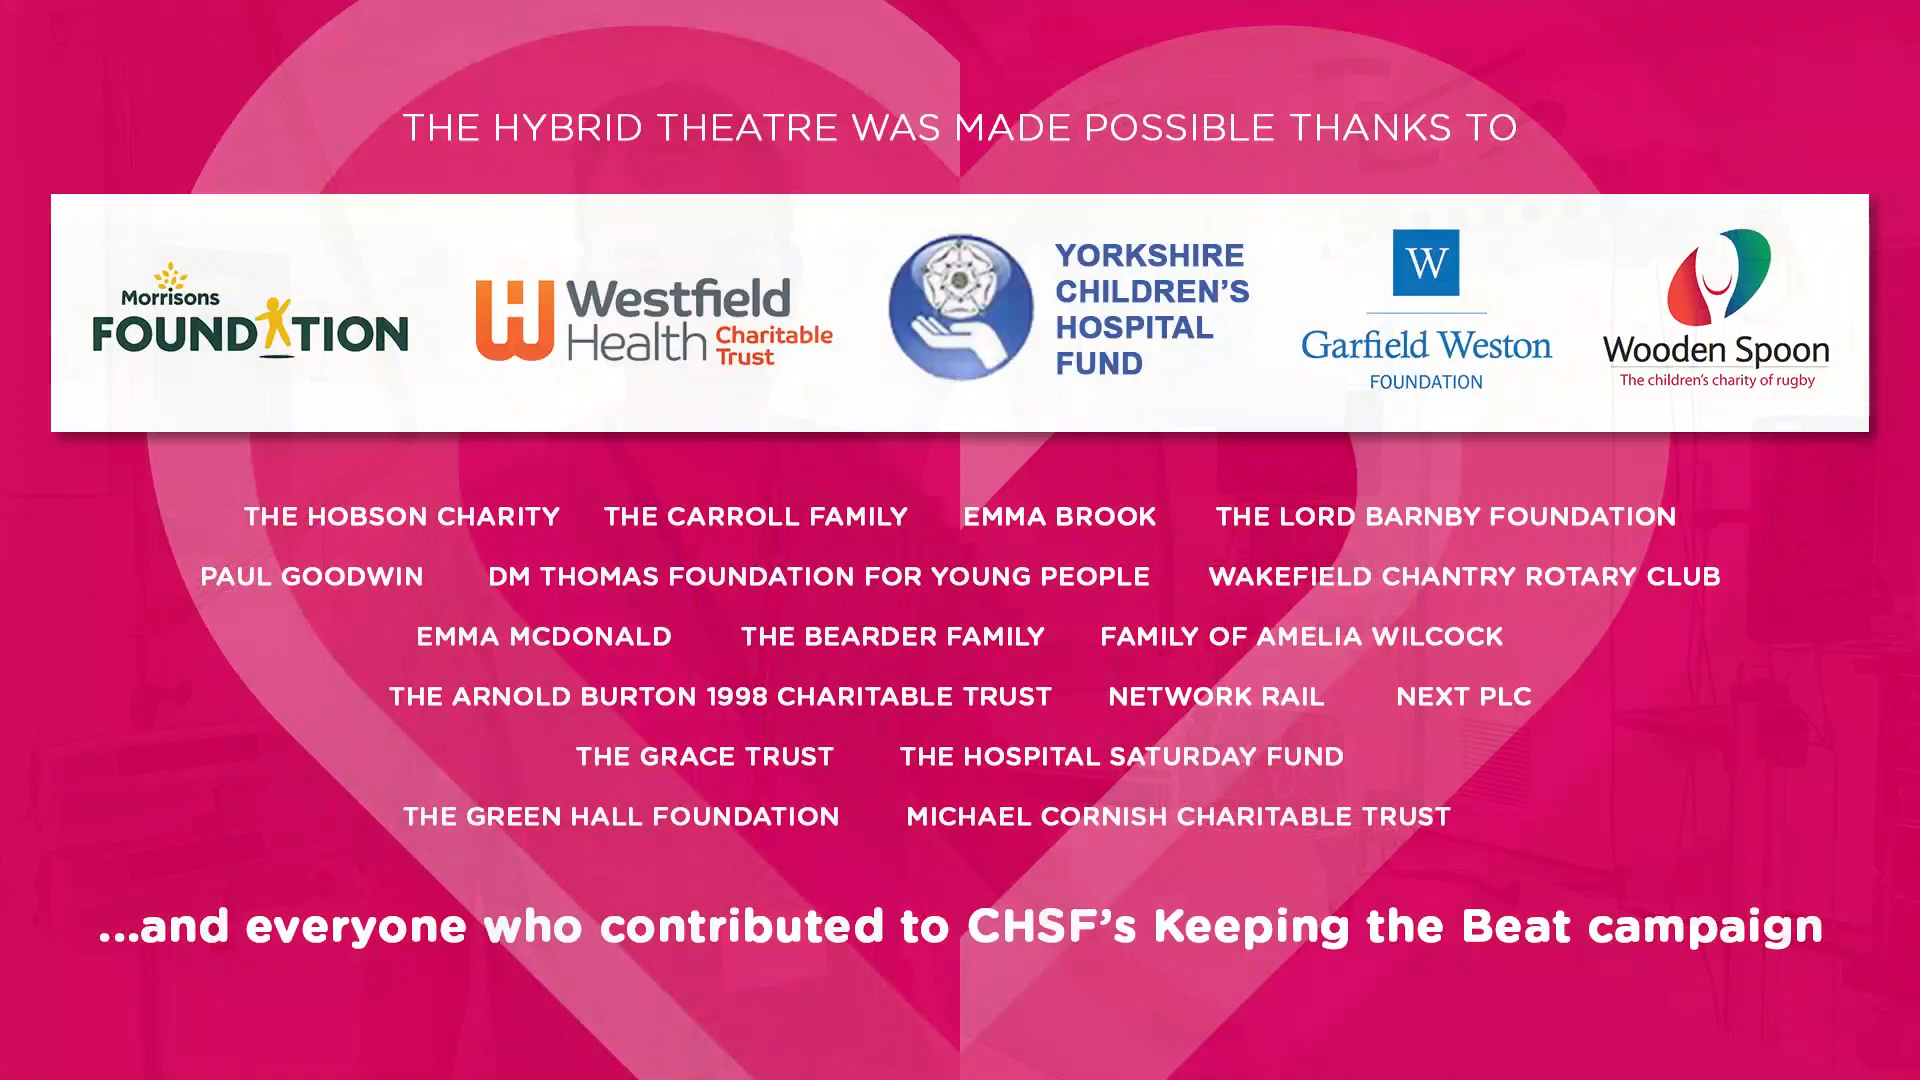 THE HYBRID THEATRE WAS MADE POSSIBLE THANKS TO
Morrisons
FOUNDATION
Westfield
Health Charitable
Trust
YORKSHIRE
CHILDREN'S
HOSPITAL
FUND
W
Garfield Weston
FOUNDATION
Wooden Spoon
The children's charity of rugby
THE HOBSON CHARITY THE CARROLL FAMILY EMMA BROOK THE LORD BARNBY FOUNDATION
PAUL GOODWIN DM THOMAS FOUNDATION FOR YOUNG PEOPLE WAKEFIELD CHANTRY ROTARY CLUB
EMMA MCDONALD THE BEARDER FAMILY FAMILY OF AMELIA WILCOCK
THE ARNOLD BURTON 1998 CHARITABLE TRUST NETWORK RAIL NEXT PLC
THE GRACE TRUST THE HOSPITAL SATURDAY FUND
THE GREEN HALL FOUNDATION MICHAEL CORNISH CHARITABLE TRUST
...and everyone who contributed to CHSF's Keeping the Beat campaign